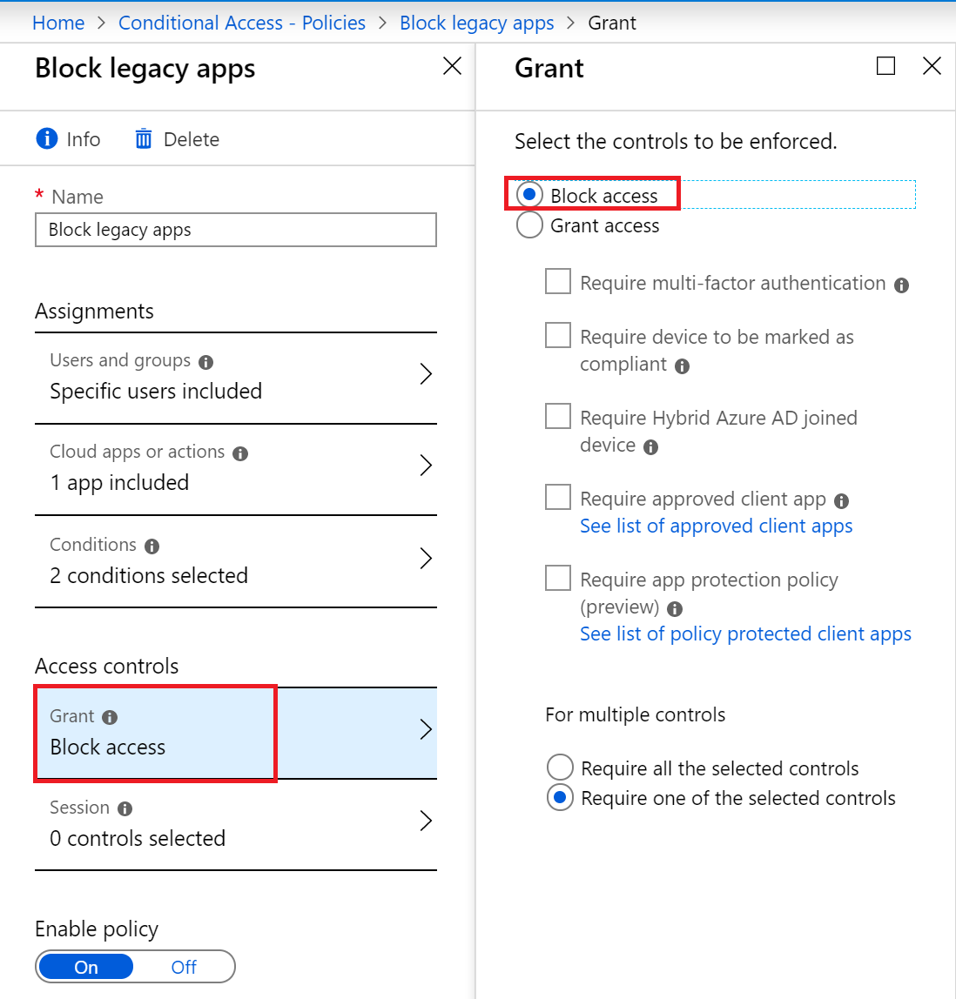 Home > Conditional Access - Policies > Block legacy apps > Grant
Block legacy apps
Info Delete
* Name
Block legacy apps
Assignments
Users and groups
Specific users included
Cloud apps or actions
1 app included
Conditions
2 conditions selected
Access controls
Grant
Block access
Session
0 controls selected
Enable policy
On Off
Grant
Select the controls to be enforced.
Block access
Grant access
Require multi-factor authentication
Require device to be marked as
compliant
Require Hybrid Azure AD joined
device
Require approved client app
See list of approved client apps
Require app protection policy
(preview)
See list of policy protected client apps
For multiple controls
Require all the selected controls
Require one of the selected controls